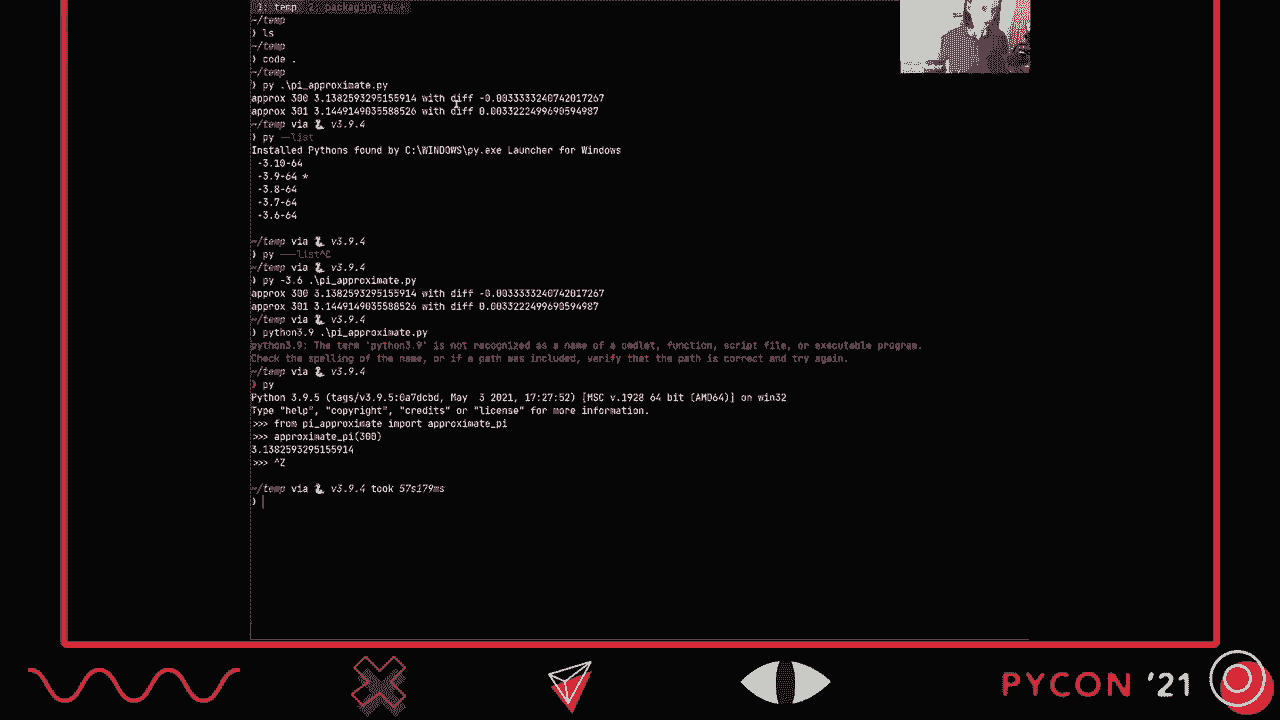 1: temp 2: packaging-tu
~/temp
❯ ls
~/temp
❯ code .
~/temp
❯ py .\pi_approximate.py
approx 300 3.1382593295155914 with diff -0.0033333240742017267
approx 301 3.1449149035588526 with diff 0.0033222499690594987
~/temp via 🐍 v3.9.4
❯ py --list
Installed Pythons found by C:\WINDOWS\py.exe Launcher for Windows
-3.10-64
-3.9-64 *
-3.8-64
-3.7-64
-3.6-64
~/temp via 🐍 v3.9.4
❯ py --list^C
~/temp via 🐍 v3.9.4
❯ py -3.6 .\pi_approximate.py
approx 300 3.1382593295155914 with diff -0.0033333240742017267
approx 301 3.1449149035588526 with diff 0.0033222499690594987
~/temp via 🐍 v3.9.4
❯ python3.9 .\pi_approximate.py
python3.9: The term 'python3.9' is not recognized as a name of a cmdlet, function, script file, or executable program.
Check the spelling of the name, or if a path was included, verify that the path is correct and try again.
~/temp via 🐍 v3.9.4
❯ py
Python 3.9.5 (tags/v3.9.5:0a7dcbd, May  3 2021, 17:27:52) [MSC v.1928 64 bit (AMD64)] on win32
Type "help", "copyright", "credits" or "license" for more information.
>>> from pi_approximate import approximate_pi
>>> approximate_pi(300)
3.1382593295155914
>>> ^Z
~/temp via 🐍 v3.9.4 took 57s179ms
❯
PYCON '21